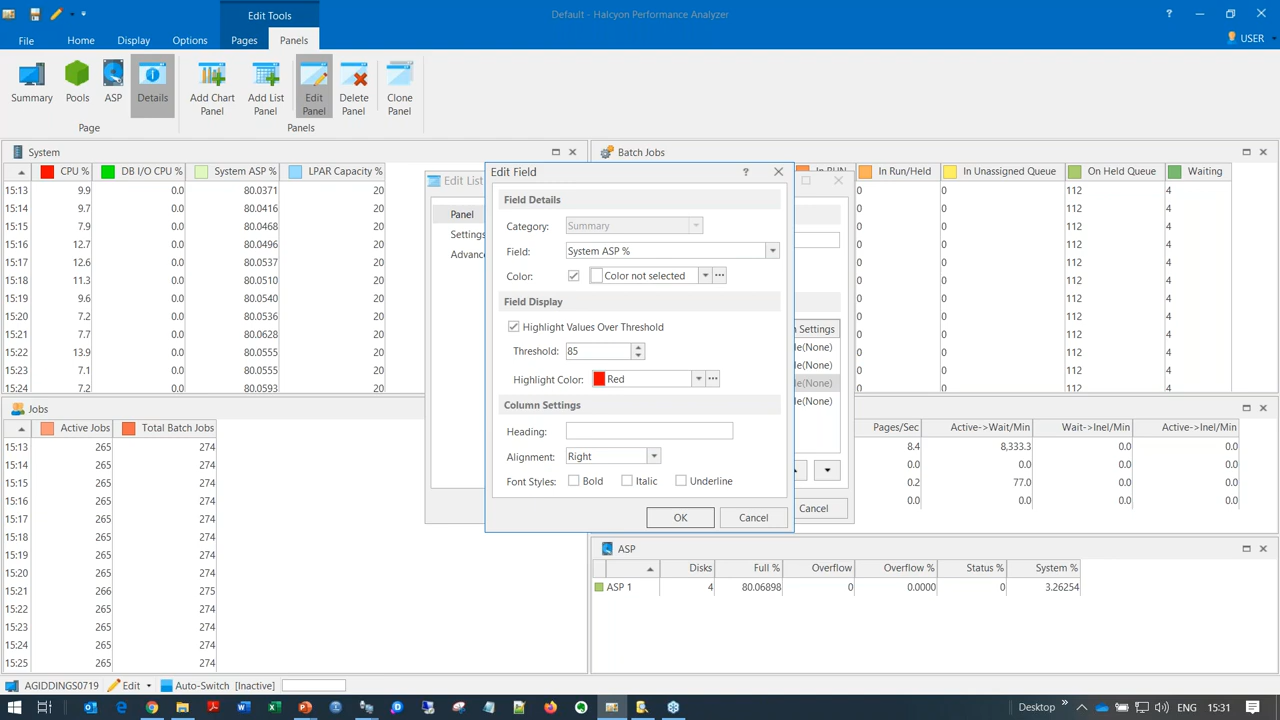 Edit Tools
Default - Halcyon Performance Analyzer
?
File Home Display Options Pages Panels
USER
Summary Pools ASP Details Add Chart Panel Add List Panel Edit Panel Delete Panel Clone Panel
Page Panels
System
CPU % DB I/O CPU % System ASP % LPAR Capacity %
15:13 9.9 0.0 80.0371 20
15:14 9.7 0.0 80.0416 20
15:15 7.9 0.0 80.0468 20
15:16 12.7 0.0 80.0496 20
15:17 12.6 0.0 80.0537 20
15:18 11.3 0.0 80.0510 20
15:19 9.6 0.0 80.0540 20
15:20 7.2 0.0 80.0536 20
15:21 7.7 0.0 80.0628 20
15:22 13.9 0.0 80.0555 20
15:23 7.1 0.0 80.0555 20
15:24 7.2 0.0 80.0593 20
Batch Jobs
In Run/Held In Unassigned Queue On Held Queue Waiting
0 0 112 4
0 0 112 4
0 0 112 4
0 0 112 4
0 0 112 4
0 0 112 4
0 0 112 4
0 0 112 4
0 0 112 4
0 0 112 4
0 0 112 4
0 0 112 4
Edit List
Panel
Settings
Advanc
n Settings
le(None)
le(None)
le(None)
le(None)
Cancel
Edit Field
?
Field Details
Category: Summary
Field: System ASP %
Color: Color not selected
Field Display
Highlight Values Over Threshold
Threshold: 85
Highlight Color: Red
Column Settings
Heading:
Alignment: Right
Font Styles: Bold Italic Underline
OK Cancel
Jobs
Active Jobs Total Batch Jobs
15:13 265 274
15:14 265 274
15:15 265 274
15:16 265 274
15:17 265 274
15:18 265 274
15:19 265 274
15:20 265 274
15:21 266 275
15:22 265 274
15:23 265 274
15:24 265 274
15:25 265 274
Pages/Sec Active->Wait/Min Wait->Inel/Min Active->Inel/Min
8.4 8,333.3 0.0 0.0
0.0 0.0 0.0 0.0
0.2 77.0 0.0 0.0
0.0 0.0 0.0 0.0
ASP
Disks Full % Overflow Overflow % Status % System %
ASP 1 4 80.06898 0 0.0000 0 3.26254
AGIDDINGS0719 Edit Auto-Switch [Inactive]
Desktop » ENG 15:31